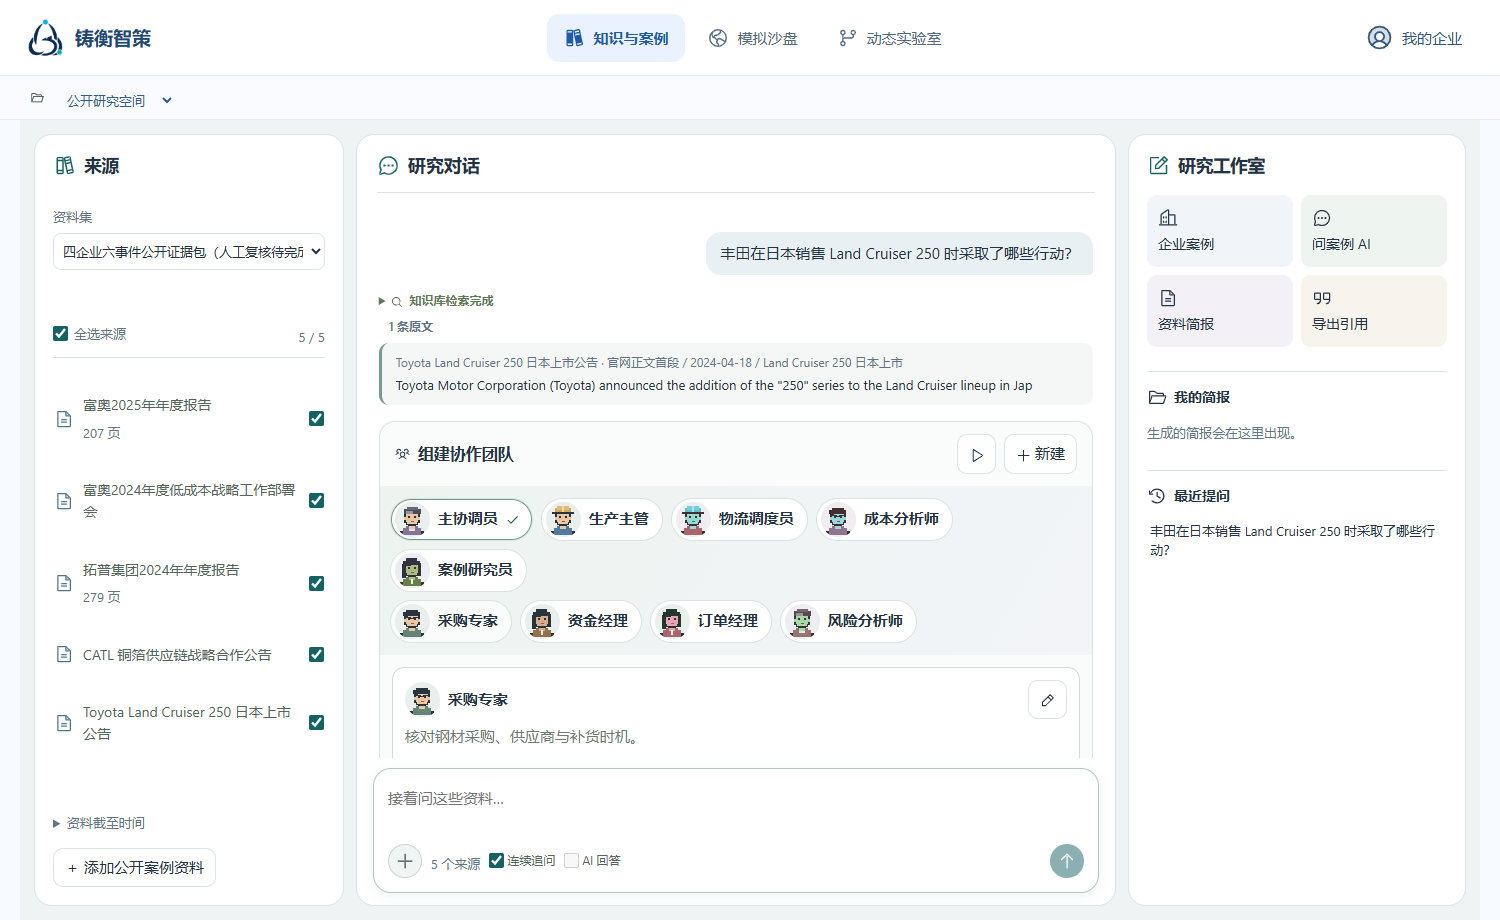 铸衡智策
知识与案例
模拟沙盘
动态实验室
我的企业
公开研究空间
来源
资料集
四企业六事件公开证据包（人工复核待完成
全选来源
5 / 5
富奥2025年年度报告
207 页
富奥2024年度低成本战略工作部署
会
拓普集团2024年年度报告
279 页
CATL 铜箔供应链战略合作公告
Toyota Land Cruiser 250 日本上市
公告
资料截至时间
+ 添加公开案例资料
研究对话
丰田在日本销售 Land Cruiser 250 时采取了哪些行动？
知识库检索完成
1 条原文
Toyota Land Cruiser 250 日本上市公告 · 官网正文首段 / 2024-04-18 / Land Cruiser 250 日本上市
Toyota Motor Corporation (Toyota) announced the addition of the "250" series to the Land Cruiser lineup in Jap
组建协作团队
+ 新建
主协调员
生产主管
物流调度员
成本分析师
案例研究员
采购专家
资金经理
订单经理
风险分析师
采购专家
核对钢材采购、供应商与补货时机。
接着问这些资料...
5 个来源
连续追问
AI 回答
研究工作室
企业案例
问案例 AI
资料简报
导出引用
我的简报
生成的简报会在这里出现。
最近提问
丰田在日本销售 Land Cruiser 250 时采取了哪些行
动？